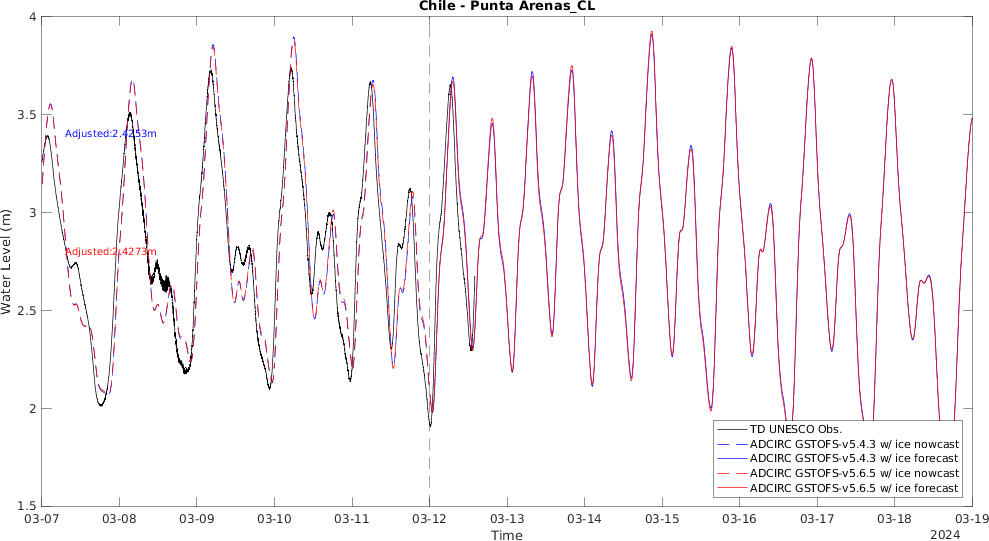 Chile - Punta Arenas_CL
4
3.5
3
2.5
2
1.5
Water Level (m)
Adjusted:2.4253m
Adjusted:2.4273m
TD UNESCO Obs.
ADCIRC GSTOFS-v5.4.3 w/ ice nowcast
ADCIRC GSTOFS-v5.4.3 w/ ice forecast
ADCIRC GSTOFS-v5.6.5 w/ ice nowcast
ADCIRC GSTOFS-v5.6.5 w/ ice forecast
03-07 03-08 03-09 03-10 03-11 03-12 03-13 03-14 03-15 03-16 03-17 03-18 03-19
Time
2024